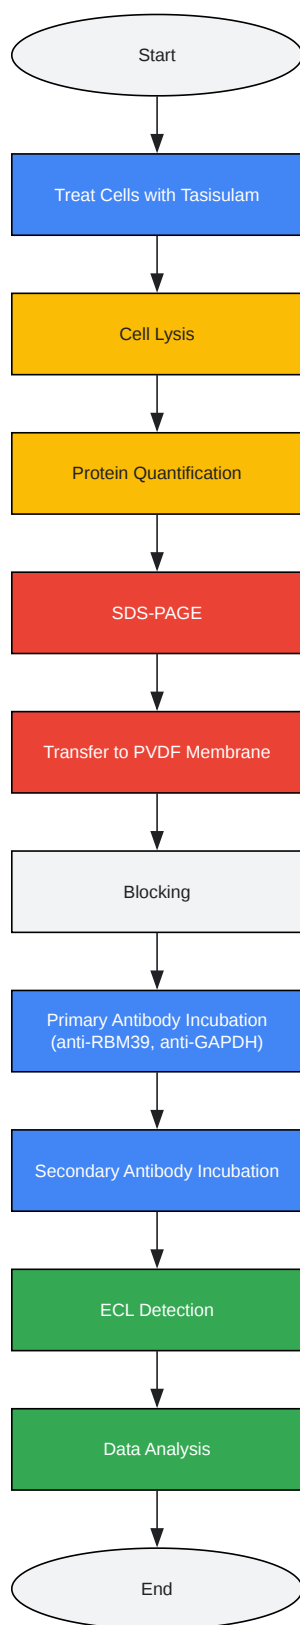 Start
Treat Cells with Tasisulam
Cell Lysis
Protein Quantification
SDS-PAGE
Transfer to PVDF Membrane
Blocking
Primary Antibody Incubation
(anti-RBM39, anti-GAPDH)
Secondary Antibody Incubation
ECL Detection
Data Analysis
End